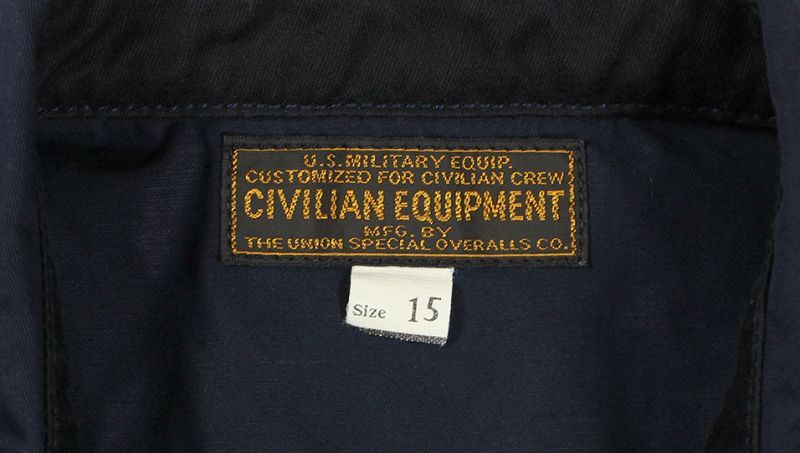 U.S. MILITARY EQUIP.
CUSTOMIZED FOR CIVILIAN CREW
CIVILIAN EQUIPMENT
MFG. BY
THE UNION SPECIAL OVERALLS CO.
Size 15